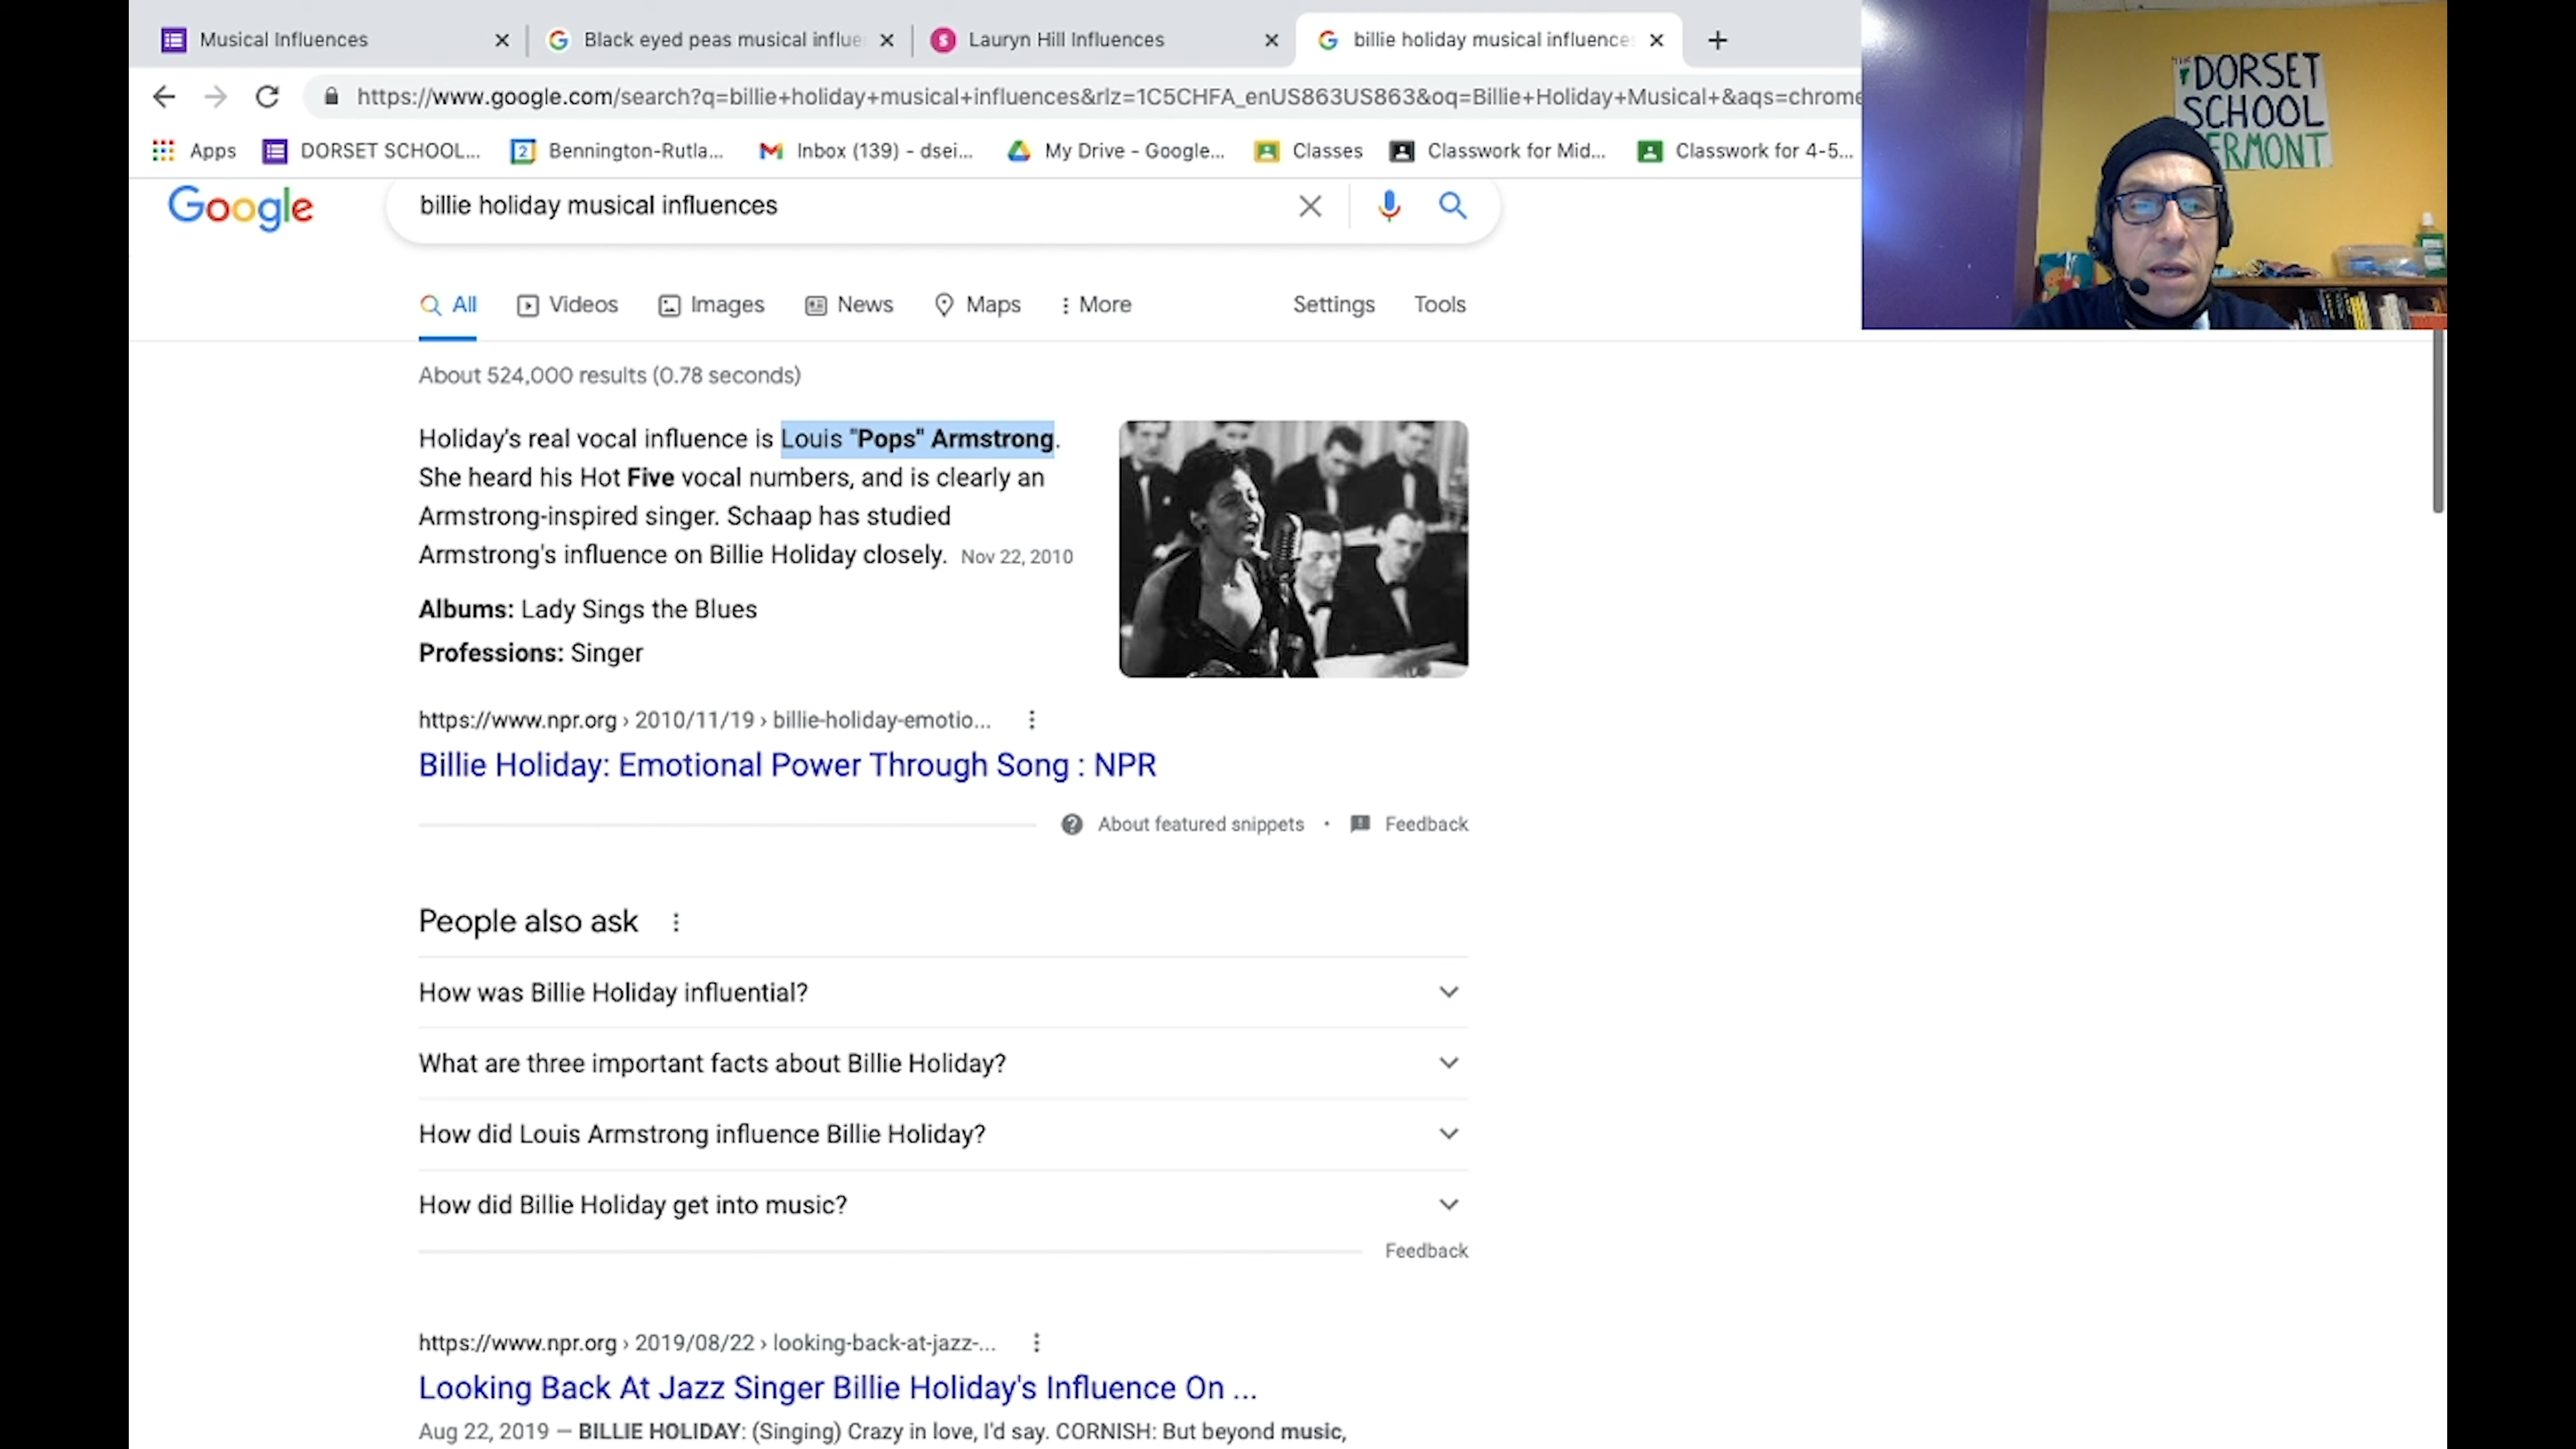 Musical Influences
Black eyed peas musical influe
Lauryn Hill Influences
billie holiday musical influences
https://www.google.com/search?q=billie+holiday+musical+influences&rlz=1C5CHFA_enUS863US863&oq=Billie+Holiday+Musical+&aqs=chrome
Apps
DORSET SCHOOL...
2
Bennington-Rutla...
Inbox (139) - dsei...
My Drive - Google...
Classes
Classwork for Mid...
Classwork for 4-5...
THE
DORSET
SCHOOL
ERMONT
Google
billie holiday musical influences
All
Videos
Images
News
Maps
More
Settings
Tools
About 524,000 results (0.78 seconds)
Holiday's real vocal influence is Louis "Pops" Armstrong.
She heard his Hot Five vocal numbers, and is clearly an
Armstrong-inspired singer. Schaap has studied
Armstrong's influence on Billie Holiday closely. Nov 22, 2010
Albums: Lady Sings the Blues
Professions: Singer
https://www.npr.org › 2010/11/19 › billie-holiday-emotio...
Billie Holiday: Emotional Power Through Song : NPR
About featured snippets • Feedback
People also ask
How was Billie Holiday influential?
What are three important facts about Billie Holiday?
How did Louis Armstrong influence Billie Holiday?
How did Billie Holiday get into music?
Feedback
https://www.npr.org › 2019/08/22 › looking-back-at-jazz-...
Looking Back At Jazz Singer Billie Holiday's Influence On ...
Aug 22, 2019 — BILLIE HOLIDAY: (Singing) Crazy in love, I'd say. CORNISH: But beyond music,